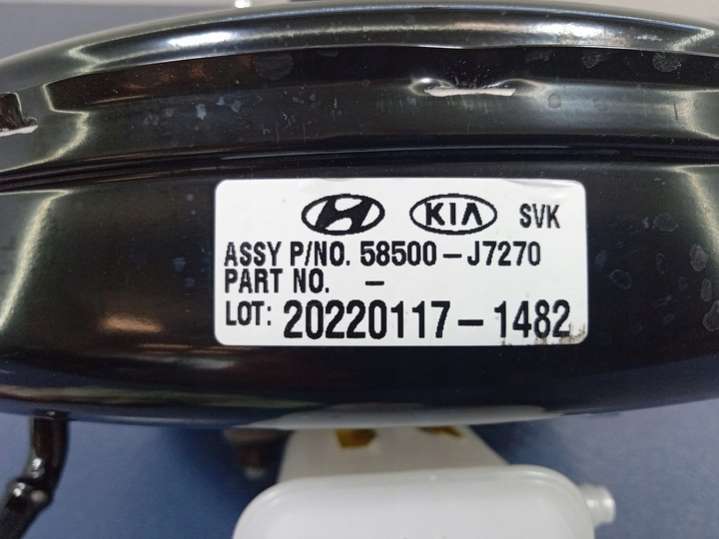 KIA SVK
ASSY P/NO. 58500-J7270
PART NO. -
LOT: 20220117-1482